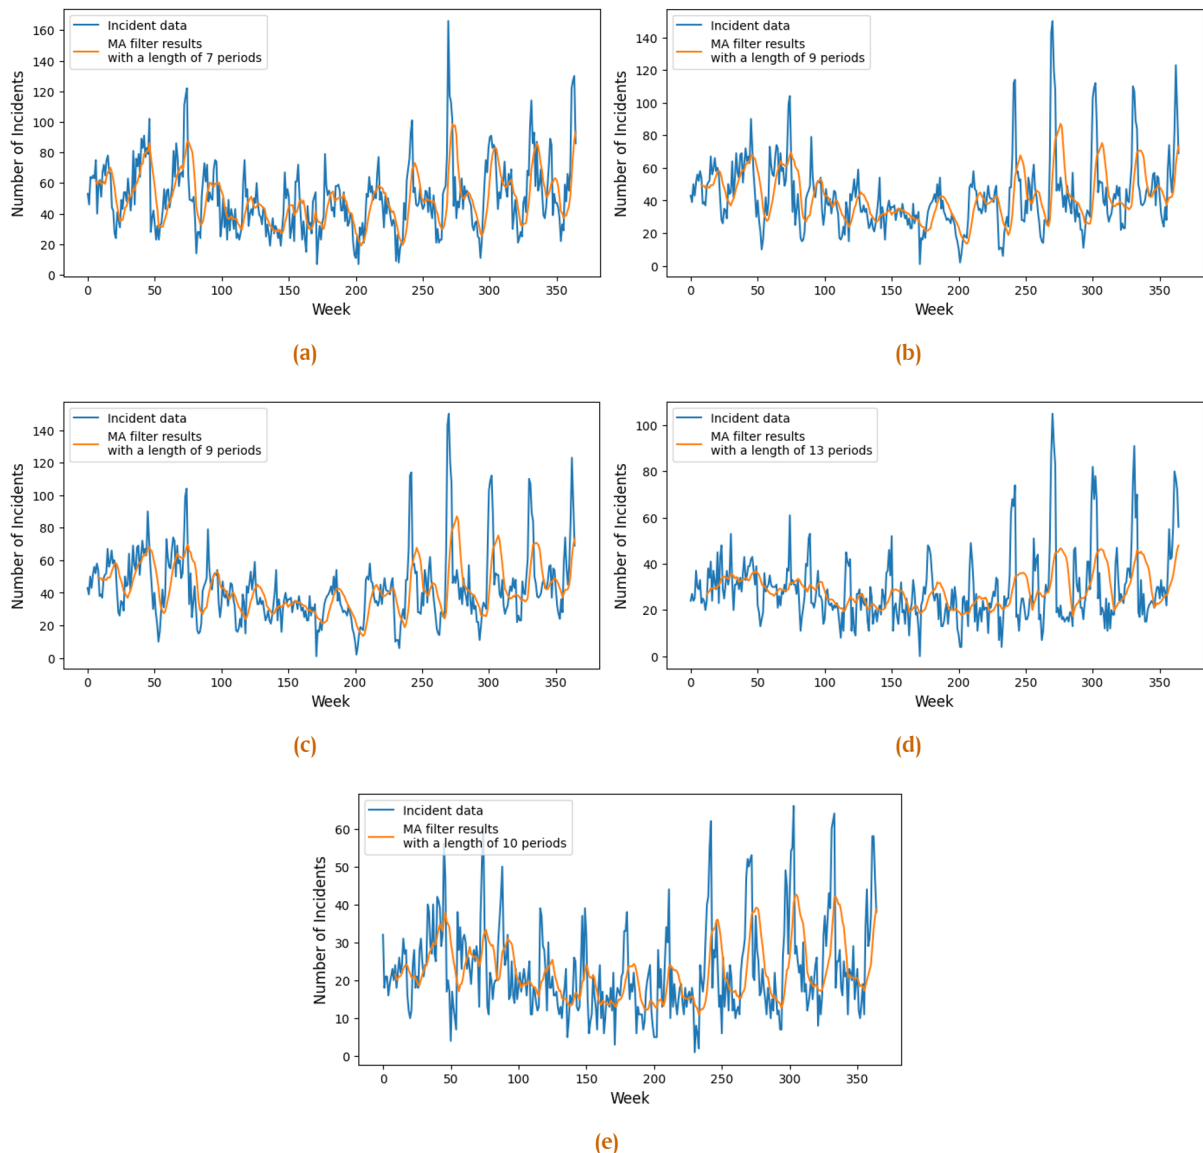 Incident data
MA filter results
with a length of 7 periods
Number of Incidents
160
140
120
100
80
60
40
20
0
0 50 100 150 200 250 300 350
Week
(a)
Incident data
MA filter results
with a length of 9 periods
Number of Incidents
140
120
100
80
60
40
20
0
0 50 100 150 200 250 300 350
Week
(b)
Incident data
MA filter results
with a length of 9 periods
Number of Incidents
140
120
100
80
60
40
20
0
0 50 100 150 200 250 300 350
Week
(c)
Incident data
MA filter results
with a length of 13 periods
Number of Incidents
100
80
60
40
20
0
0 50 100 150 200 250 300 350
Week
(d)
Incident data
MA filter results
with a length of 10 periods
Number of Incidents
60
50
40
30
20
10
0
0 50 100 150 200 250 300 350
Week
(e)